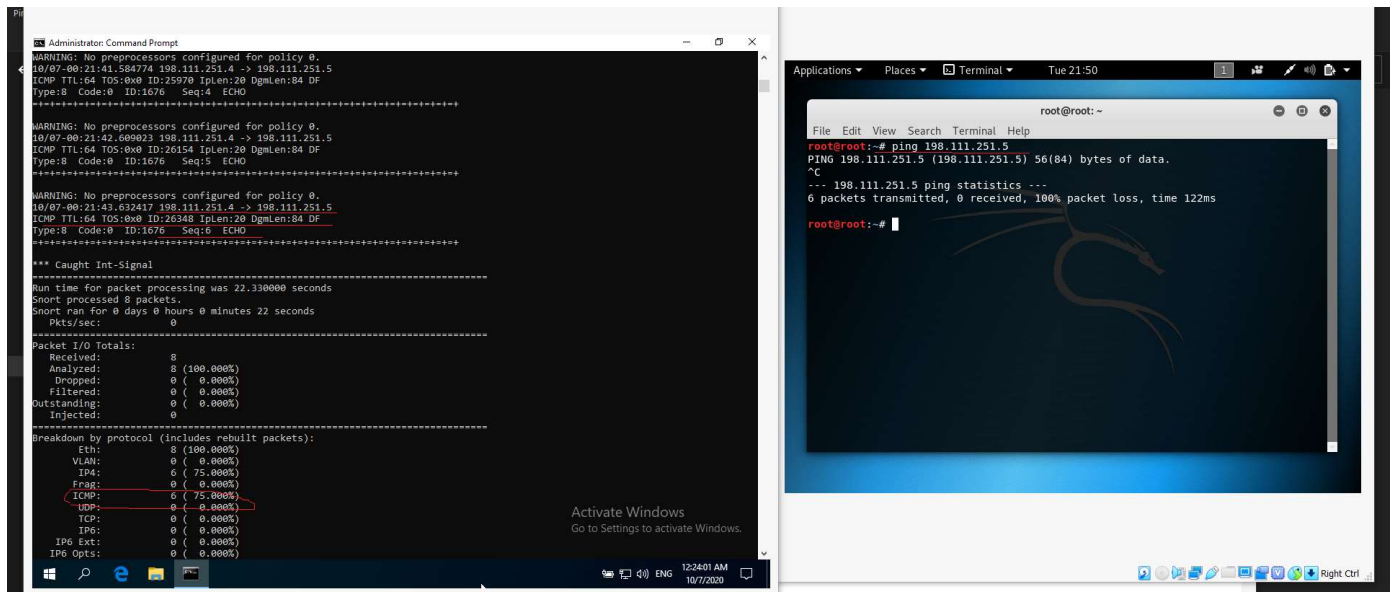 Pi
Administrator: Command Prompt
WARNING: No preprocessors configured for policy 0.
10/07-00:21:41.584774 198.111.251.4 -> 198.111.251.5
ICMP TTL:64 TOS:0x0 ID:25970 IpLen:20 DgmLen:84 DF
Type:8 Code:0 ID:1676 Seq:4 ECHO
=+=+=+=+=+=+=+=+=+=+=+=+=+=+=+=+=+=+=+=+=+=+=+=+=+=+=+=+=+=+=+=+=+=+=+=+=+
WARNING: No preprocessors configured for policy 0.
10/07-00:21:42.609023 198.111.251.4 -> 198.111.251.5
ICMP TTL:64 TOS:0x0 ID:26154 IpLen:20 DgmLen:84 DF
Type:8 Code:0 ID:1676 Seq:5 ECHO
=+=+=+=+=+=+=+=+=+=+=+=+=+=+=+=+=+=+=+=+=+=+=+=+=+=+=+=+=+=+=+=+=+=+=+=+=+
WARNING: No preprocessors configured for policy 0.
10/07-00:21:43.632417 198.111.251.4 -> 198.111.251.5
ICMP TTL:64 TOS:0x0 ID:26348 IpLen:20 DgmLen:84 DF
Type:8 Code:0 ID:1676 Seq:6 ECHO
=+=+=+=+=+=+=+=+=+=+=+=+=+=+=+=+=+=+=+=+=+=+=+=+=+=+=+=+=+=+=+=+=+=+=+=+=+
*** Caught Int-Signal
===============================================================================
Run time for packet processing was 22.330000 seconds
Snort processed 8 packets.
Snort ran for 0 days 0 hours 0 minutes 22 seconds
Pkts/sec: 0
===============================================================================
Packet I/O Totals:
Received: 8
Analyzed: 8 (100.000%)
Dropped: 0 ( 0.000%)
Filtered: 0 ( 0.000%)
Outstanding: 0 ( 0.000%)
Injected: 0
===============================================================================
Breakdown by protocol (includes rebuilt packets):
Eth: 8 (100.000%)
VLAN: 0 ( 0.000%)
IP4: 6 ( 75.000%)
Frag: 0 ( 0.000%)
ICMP: 6 ( 75.000%)
UDP: 0 ( 0.000%)
TCP: 0 ( 0.000%)
IP6: 0 ( 0.000%)
IP6 Ext: 0 ( 0.000%)
IP6 Opts: 0 ( 0.000%)
Activate Windows
Go to Settings to activate Windows.
ENG
12:24:01 AM
10/7/2020
Applications Places Terminal Tue 21:50 1
root@root: ~
File Edit View Search Terminal Help
root@root:~# ping 198.111.251.5
PING 198.111.251.5 (198.111.251.5) 56(84) bytes of data.
^C
--- 198.111.251.5 ping statistics ---
6 packets transmitted, 0 received, 100% packet loss, time 122ms
root@root:~#
Right Ctrl